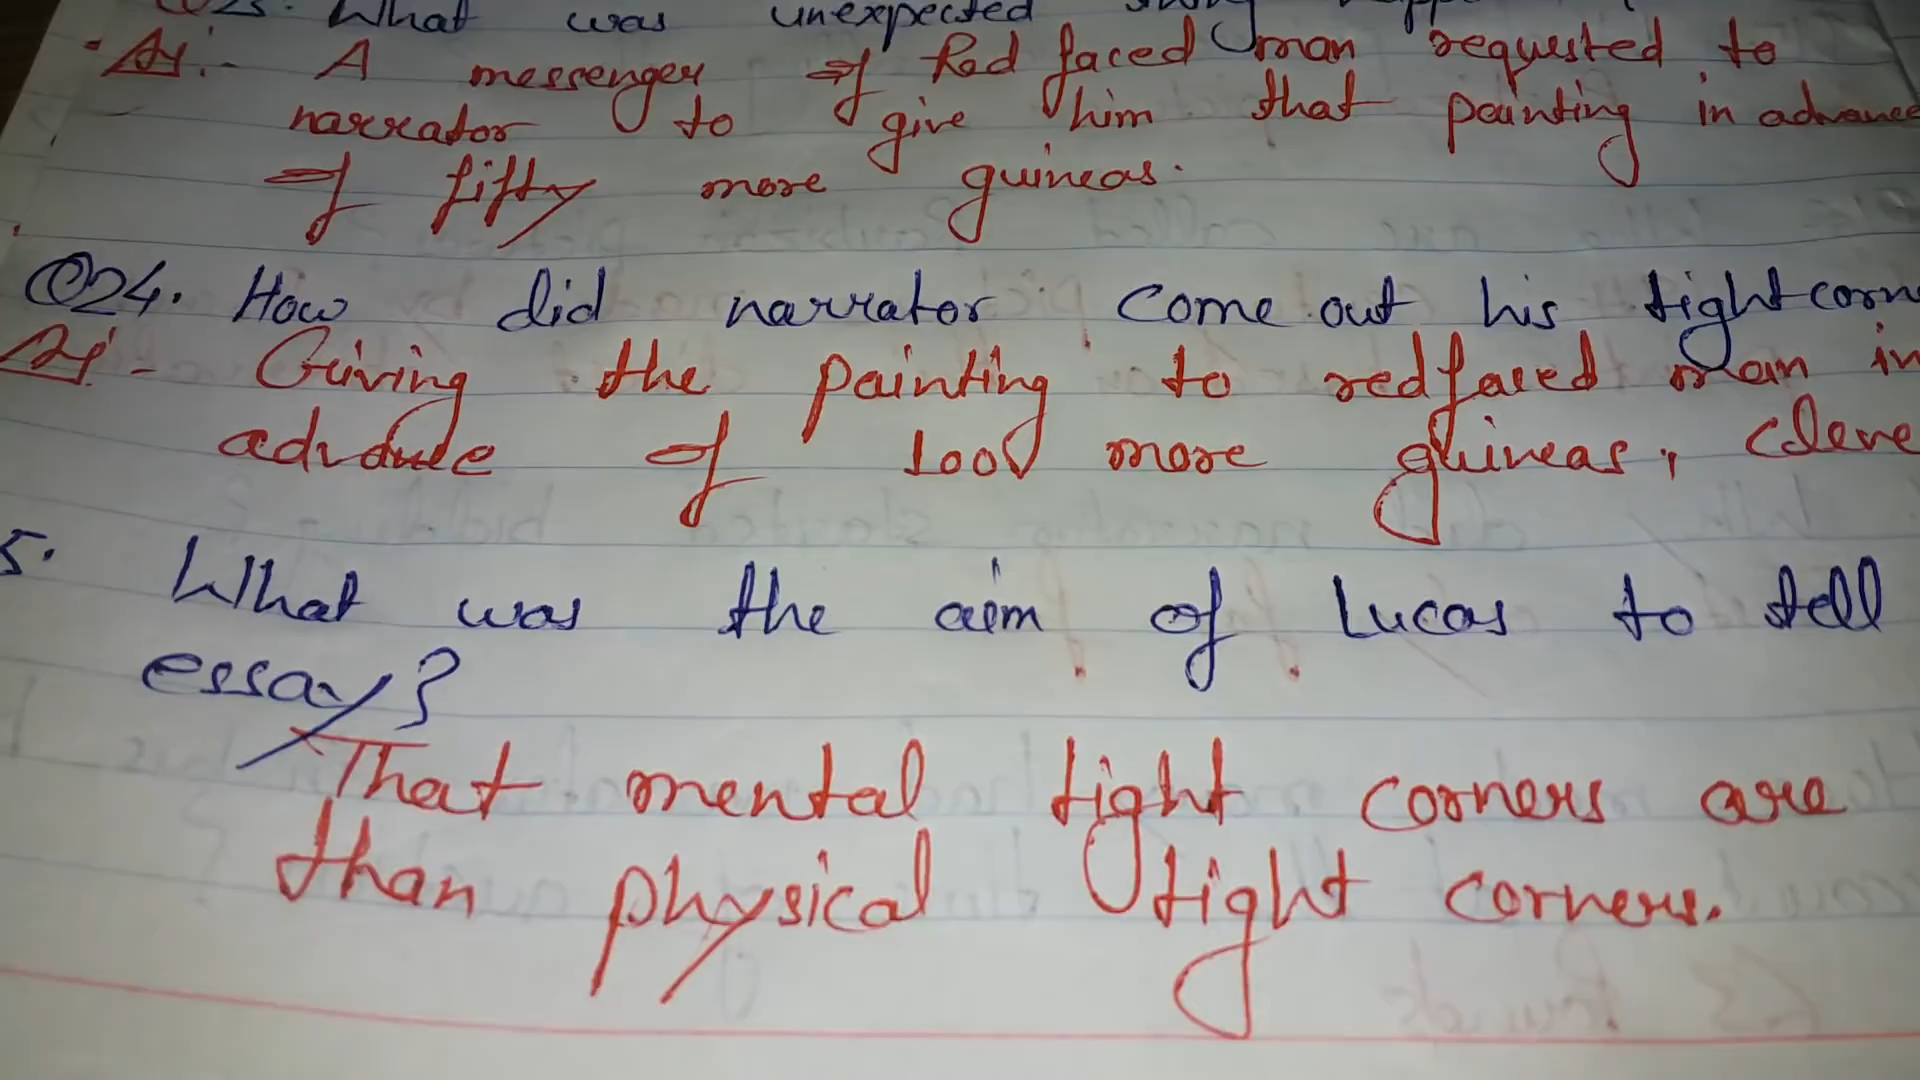 What was unexpected
Ans:- A messenger of Red faced man requested to
narrator to give him that painting in advance
of fifty more guineas.
Q24. How did narrator come out his tight corn
Ans:- Giving the painting to redfaced man in
advance of 100 more guineas,
5. What was the aim of Lucas to tell
essay?
That mental tight corners are
than physical tight corners.